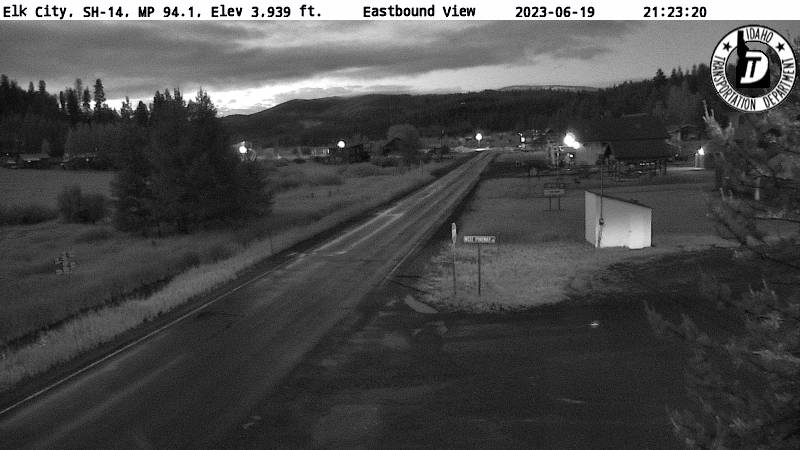 Elk City, SH-14, MP 94.1, Elev 3,939 ft. Eastbound View 2023-06-19 21:23:20
IDAHO
TRANSPORTATION DEPARTMENT